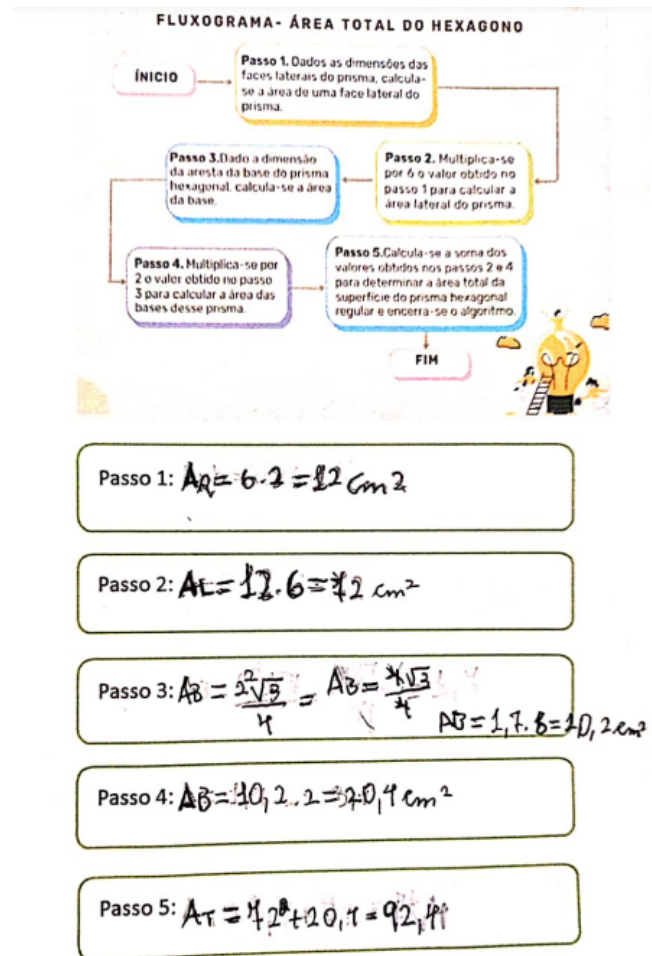 FLUXOGRAMA- ÁREA TOTAL DO HEXAGONO
ÍNICIO
Passo 1. Dados as dimensões das
faces laterais do prisma, calcula-
se a área de uma face lateral do
prisma.
Passo 2. Multiplica-se
por 6 o valor obtido no
passo 1 para calcular a
área lateral do prisma.
Passo 3.Dado a dimensão
da aresta da base do prisma
hexagonal, calcula-se a área
da base.
Passo 4. Multiplica-se por
2 o valor obtido no passo
3 para calcular a área das
bases desse prisma.
Passo 5.Calcula-se a soma dos
valores obtidos nos passos 2 e 4
para determinar a área total da
superfície do prisma hexagonal
regular e encerra-se o algoritmo.
FIM
Passo 1: AR= 6.2 = 12 cm2
Passo 2: AL= 12.6 = 72 cm²
Passo 3: AB = 2²√3/4 = AB = 4√3/4
AB = 1,7.6 = 10,2 cm²
Passo 4: AB = 10,2.2 = 20,4 cm²
Passo 5: AT = 72+20,4 = 92,4